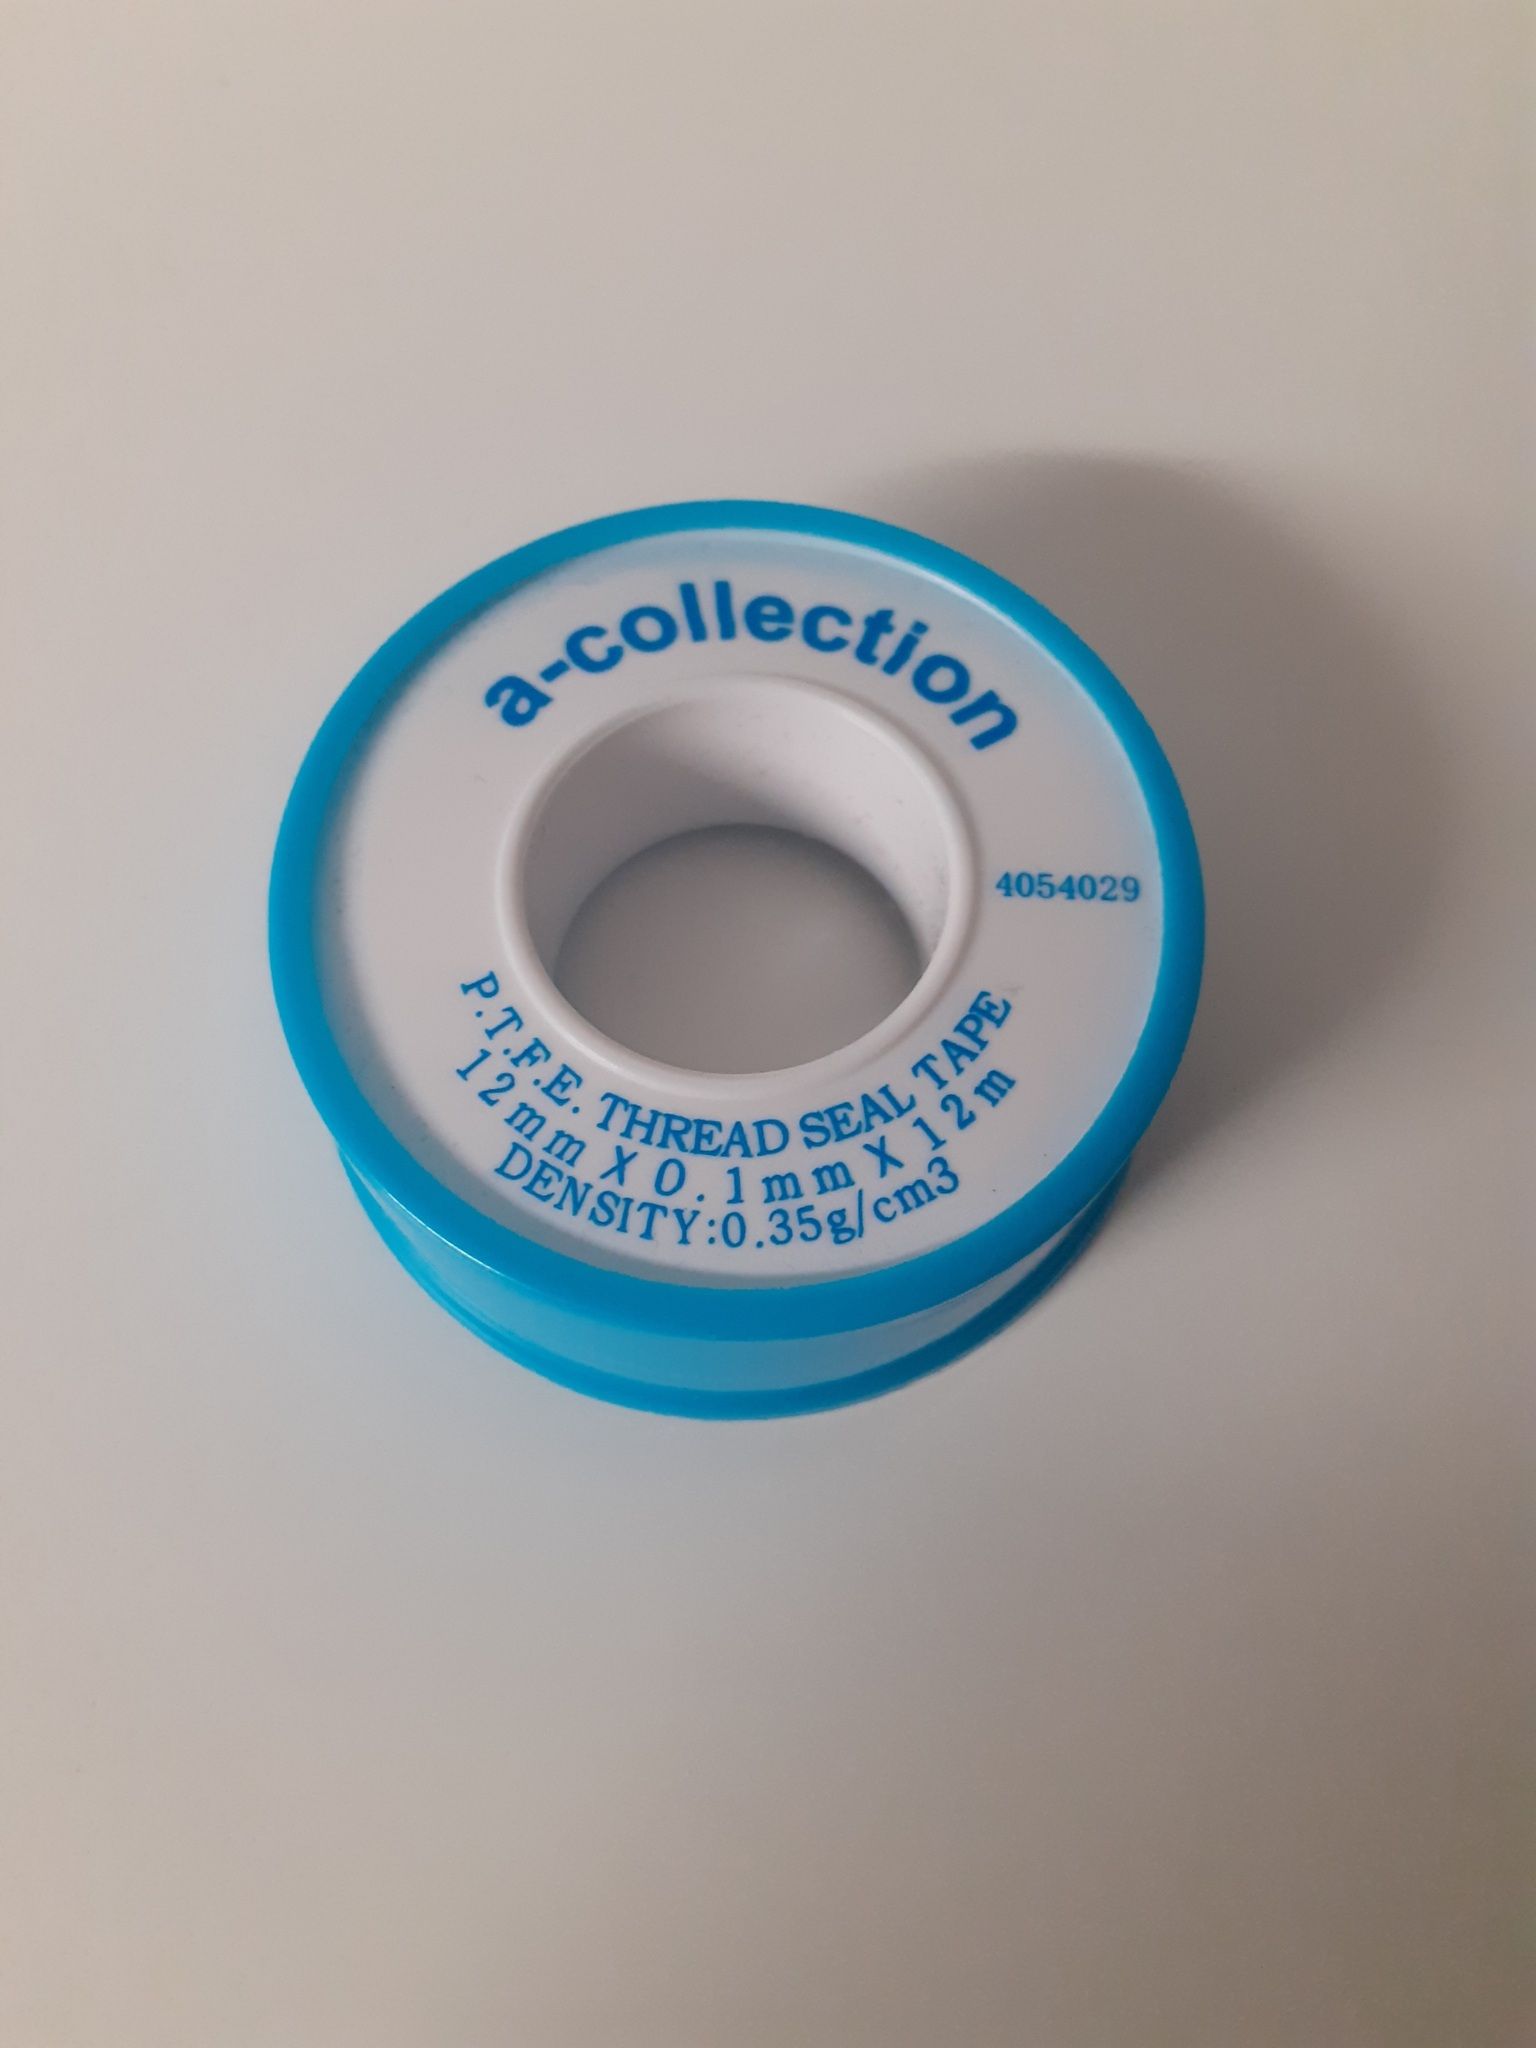 a-collection
4054029
P.T.F.E. THREAD SEAL TAPE
12mm X 0.1mm X 12m
DENSITY:0.35g/cm3